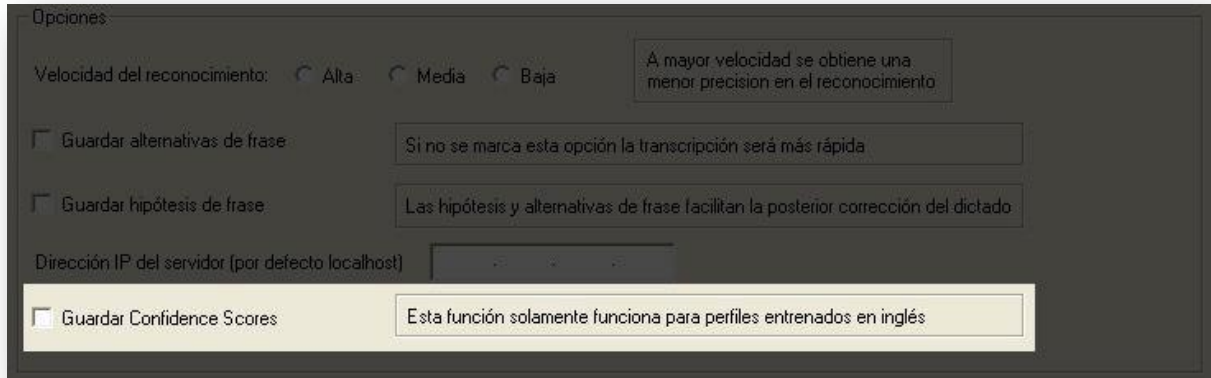 Opciones
Velocidad del reconocimiento: Alta Media Baja
A mayor velocidad se obtiene una
menor precision en el reconocimiento
Guardar alternativas de frase
Si no se marca esta opción la transcripción será más rápida
Guardar hipótesis de frase
Las hipótesis y alternativas de frase facilitan la posterior corrección del dictado
Dirección IP del servidor (por defecto localhost)
Guardar Confidence Scores
Esta función solamente funciona para perfiles entrenados en inglés